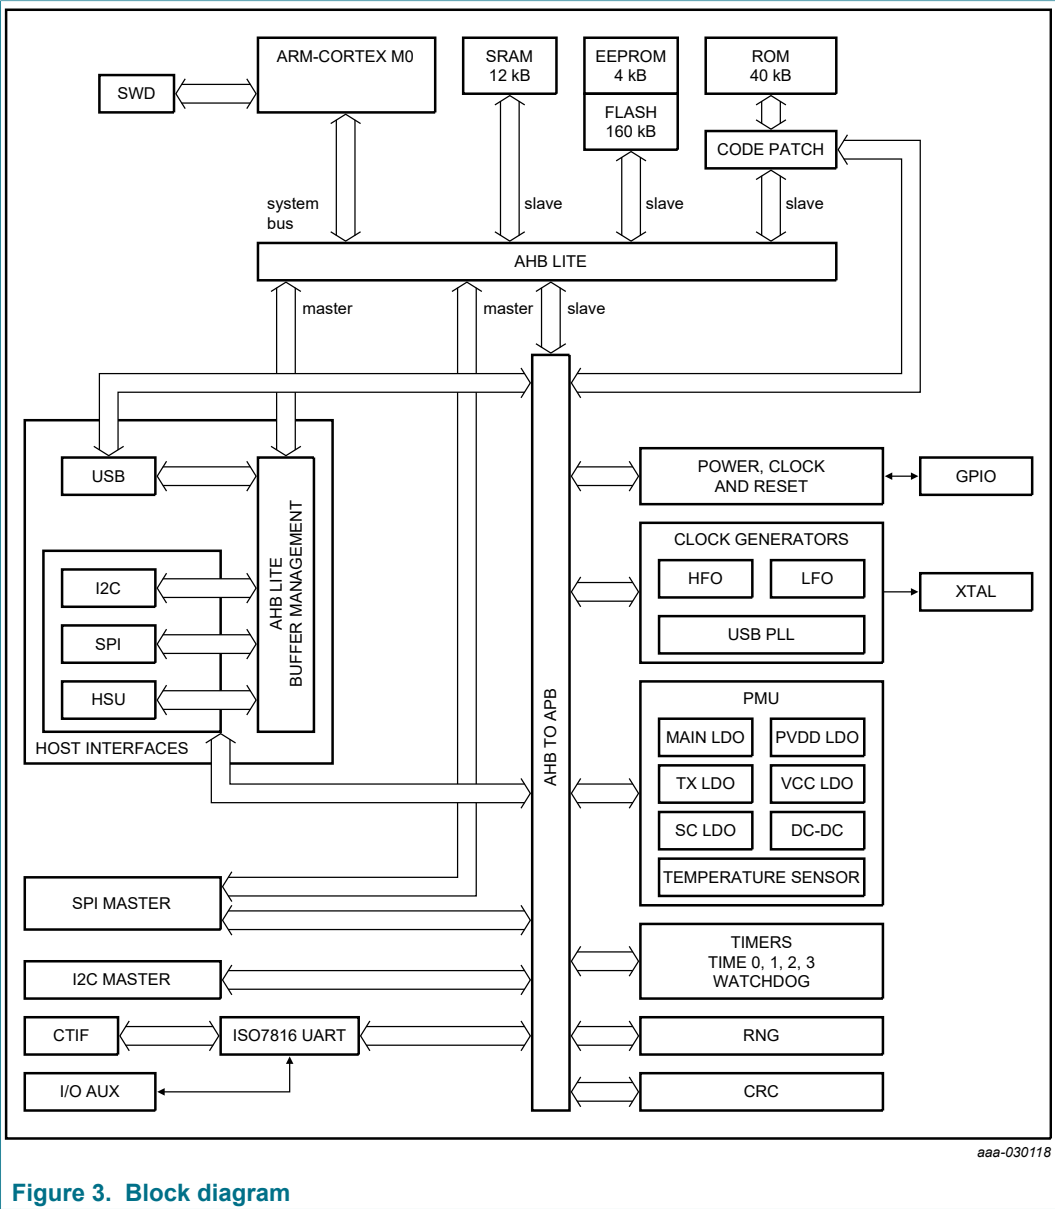 ARM-CORTEX M0
SRAM
12 kB
EEPROM
4 kB
ROM
40 kB
SWD
FLASH
160 kB
CODE PATCH
system
bus
slave
slave
slave
AHB LITE
master
master
slave
USB
AHB LITE
BUFFER MANAGEMENT
I2C
SPI
HSU
HOST INTERFACES
AHB TO APB
POWER, CLOCK
AND RESET
GPIO
CLOCK GENERATORS
HFO
LFO
USB PLL
XTAL
PMU
MAIN LDO
PVDD LDO
TX LDO
VCC LDO
SC LDO
DC-DC
TEMPERATURE SENSOR
SPI MASTER
I2C MASTER
TIMERS
TIME 0, 1, 2, 3
WATCHDOG
CTIF
ISO7816 UART
RNG
I/O AUX
CRC
aaa-030118
Figure 3. Block diagram